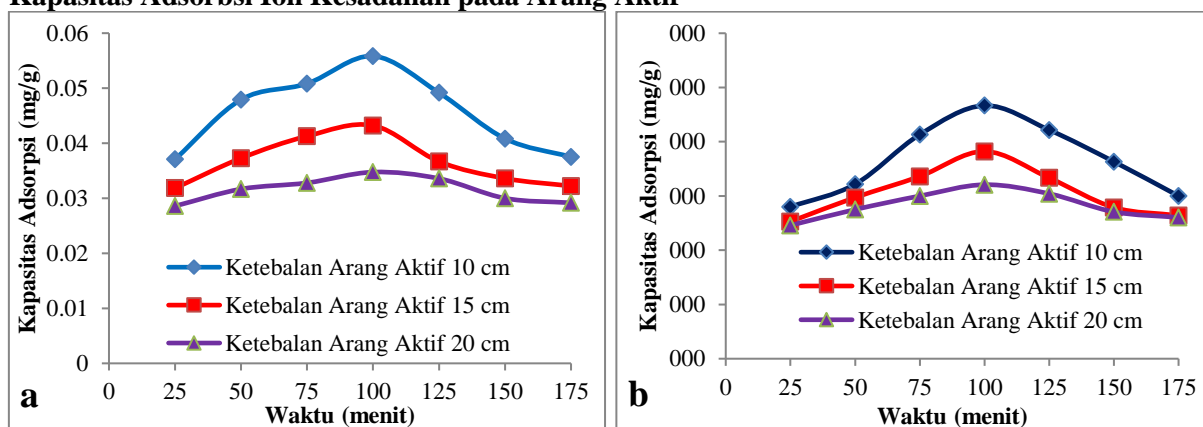 Kapasitas Adsorbsi Ion Kesadahan pada Arang Aktif
Kapasitas Adsorpsi (mg/g)
0.06
0.05
0.04
0.03
0.02
0.01
0
Ketebalan Arang Aktif 10 cm
Ketebalan Arang Aktif 15 cm
Ketebalan Arang Aktif 20 cm
0 25 50 75 100 125 150 175
Waktu (menit)
a
Kapasitas Adsorpsi (mg/g)
000
000
000
000
000
000
000
Ketebalan Arang Aktif 10 cm
Ketebalan Arang Aktif 15 cm
Ketebalan Arang Aktif 20 cm
0 25 50 75 100 125 150 175
Waktu (menit)
b